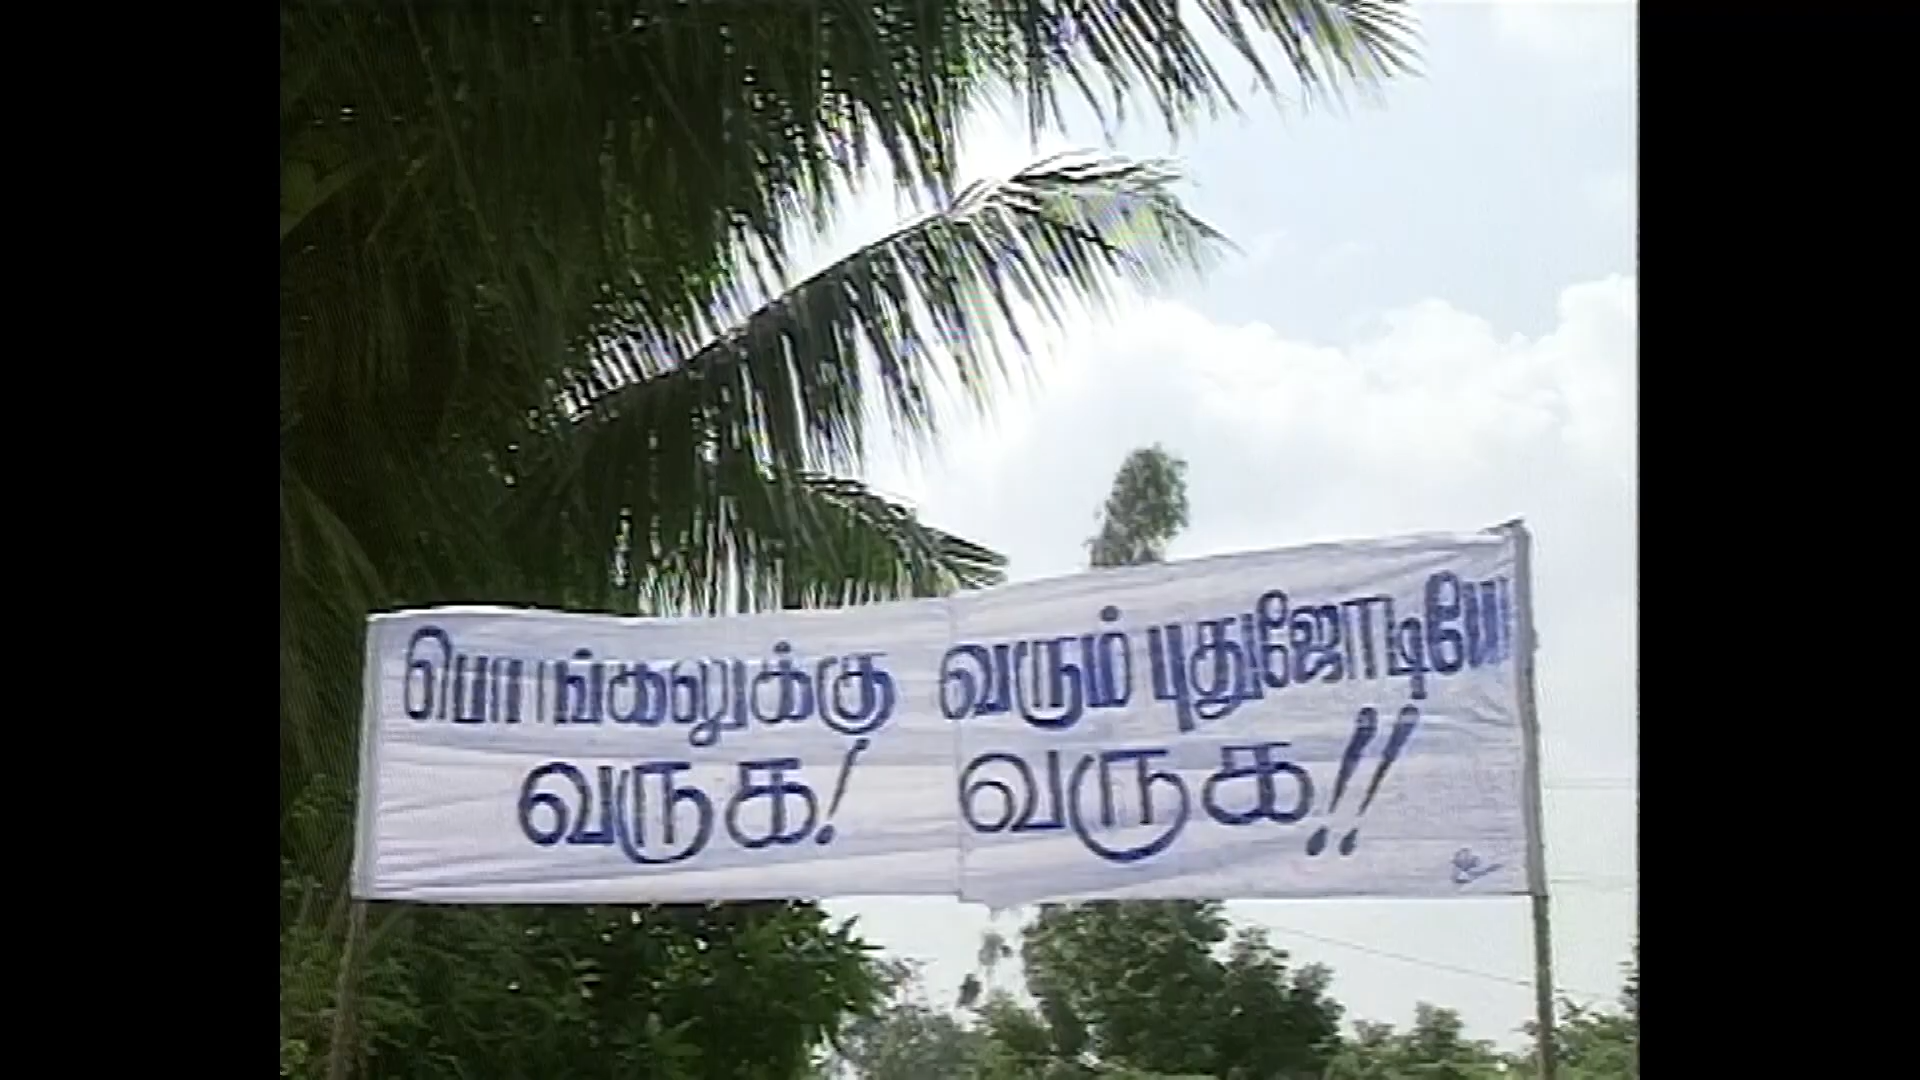 பொங்கலுக்கு வரும் புதுஜோடியே
வருக! வருக!!